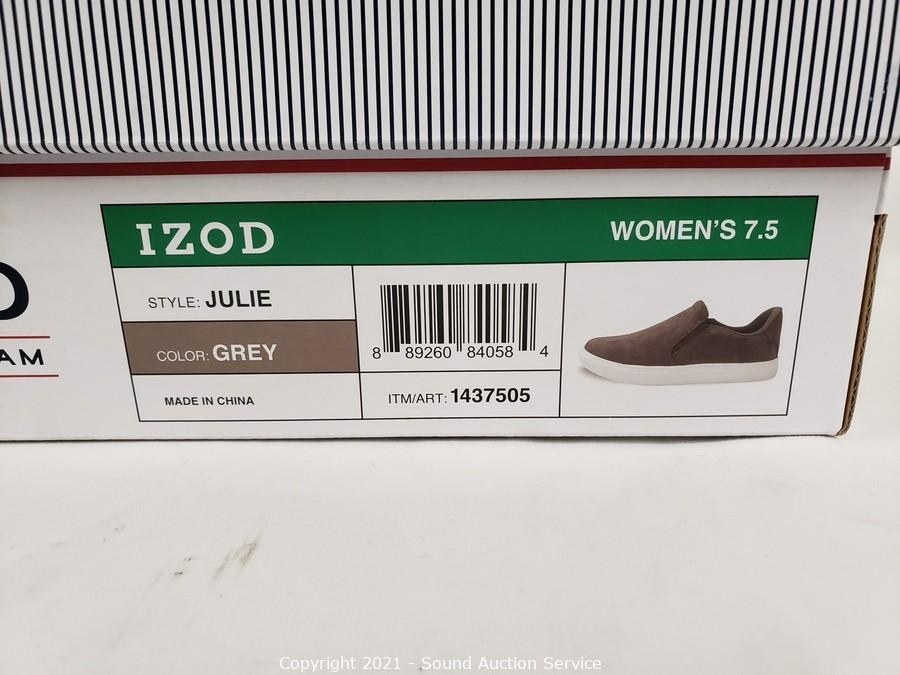 IZOD WOMEN'S 7.5
STYLE: JULIE
COLOR: GREY
MADE IN CHINA
8 89260 84058 4
ITM/ART: 1437505
D
AM
Copyright 2021 - Sound Auction Service